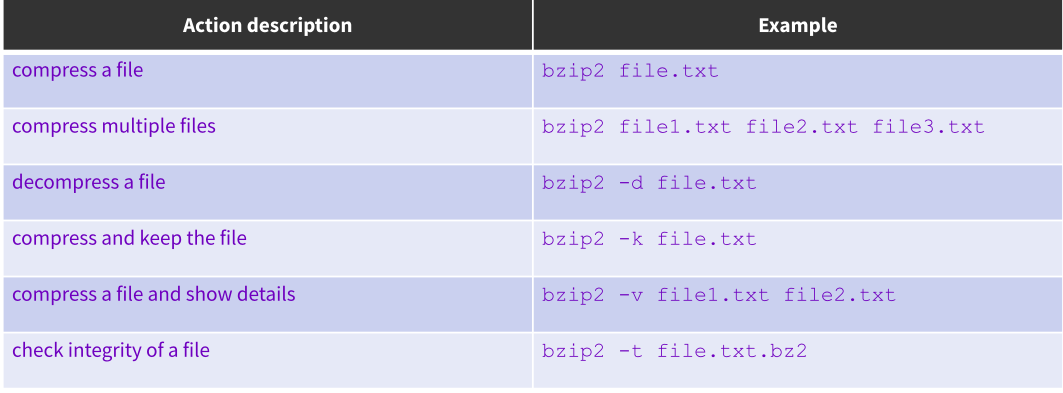 Action description Example
compress a file bzip2 file.txt
compress multiple files bzip2 file1.txt file2.txt file3.txt
decompress a file bzip2 -d file.txt
compress and keep the file bzip2 -k file.txt
compress a file and show details bzip2 -v file1.txt file2.txt
check integrity of a file bzip2 -t file.txt.bz2